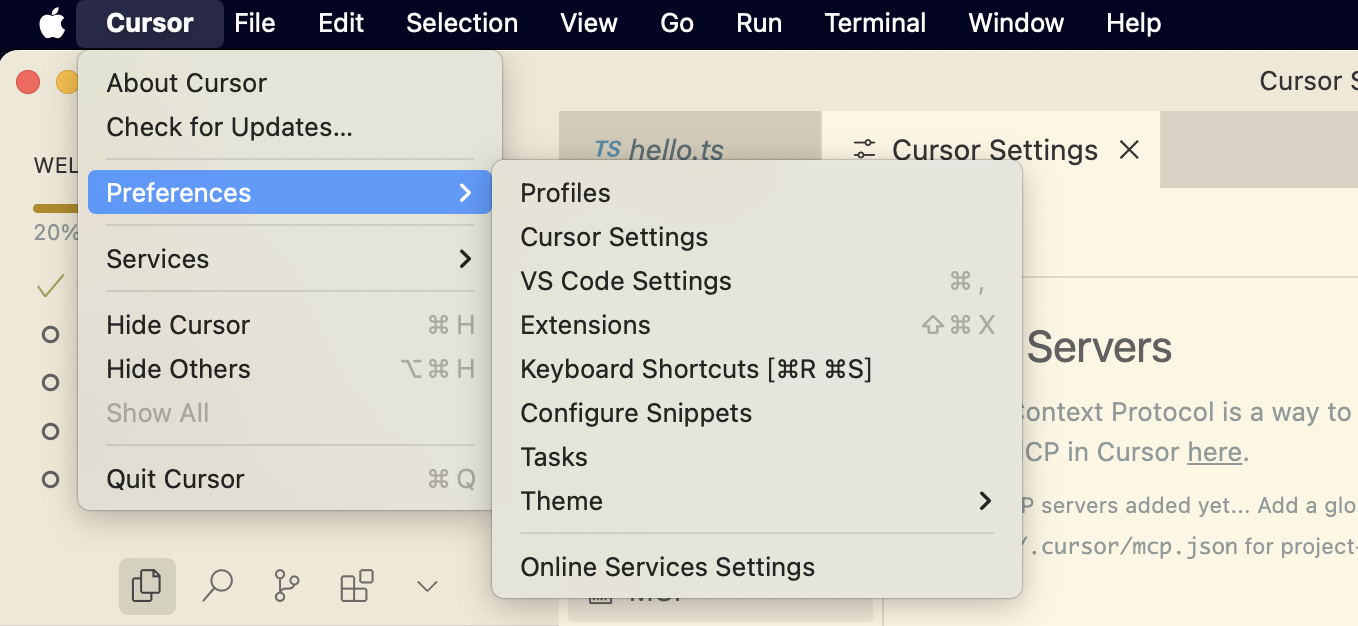 Cursor File Edit Selection View Go Run Terminal Window Help
About Cursor
Check for Updates...
Preferences
Services
Hide Cursor ⌘ H
Hide Others ⌥ ⌘ H
Show All
Quit Cursor ⌘ Q
Profiles
Cursor Settings
VS Code Settings ⌘ ,
Extensions ⇧ ⌘ X
Keyboard Shortcuts [⌘R ⌘S]
Configure Snippets
Tasks
Theme
Online Services Settings
Cursor
WEL
20%
TS hello.ts
Cursor Settings
Servers
Context Protocol is a way to
CP in Cursor here.
P servers added yet... Add a glo
/.cursor/mcp.json for project-